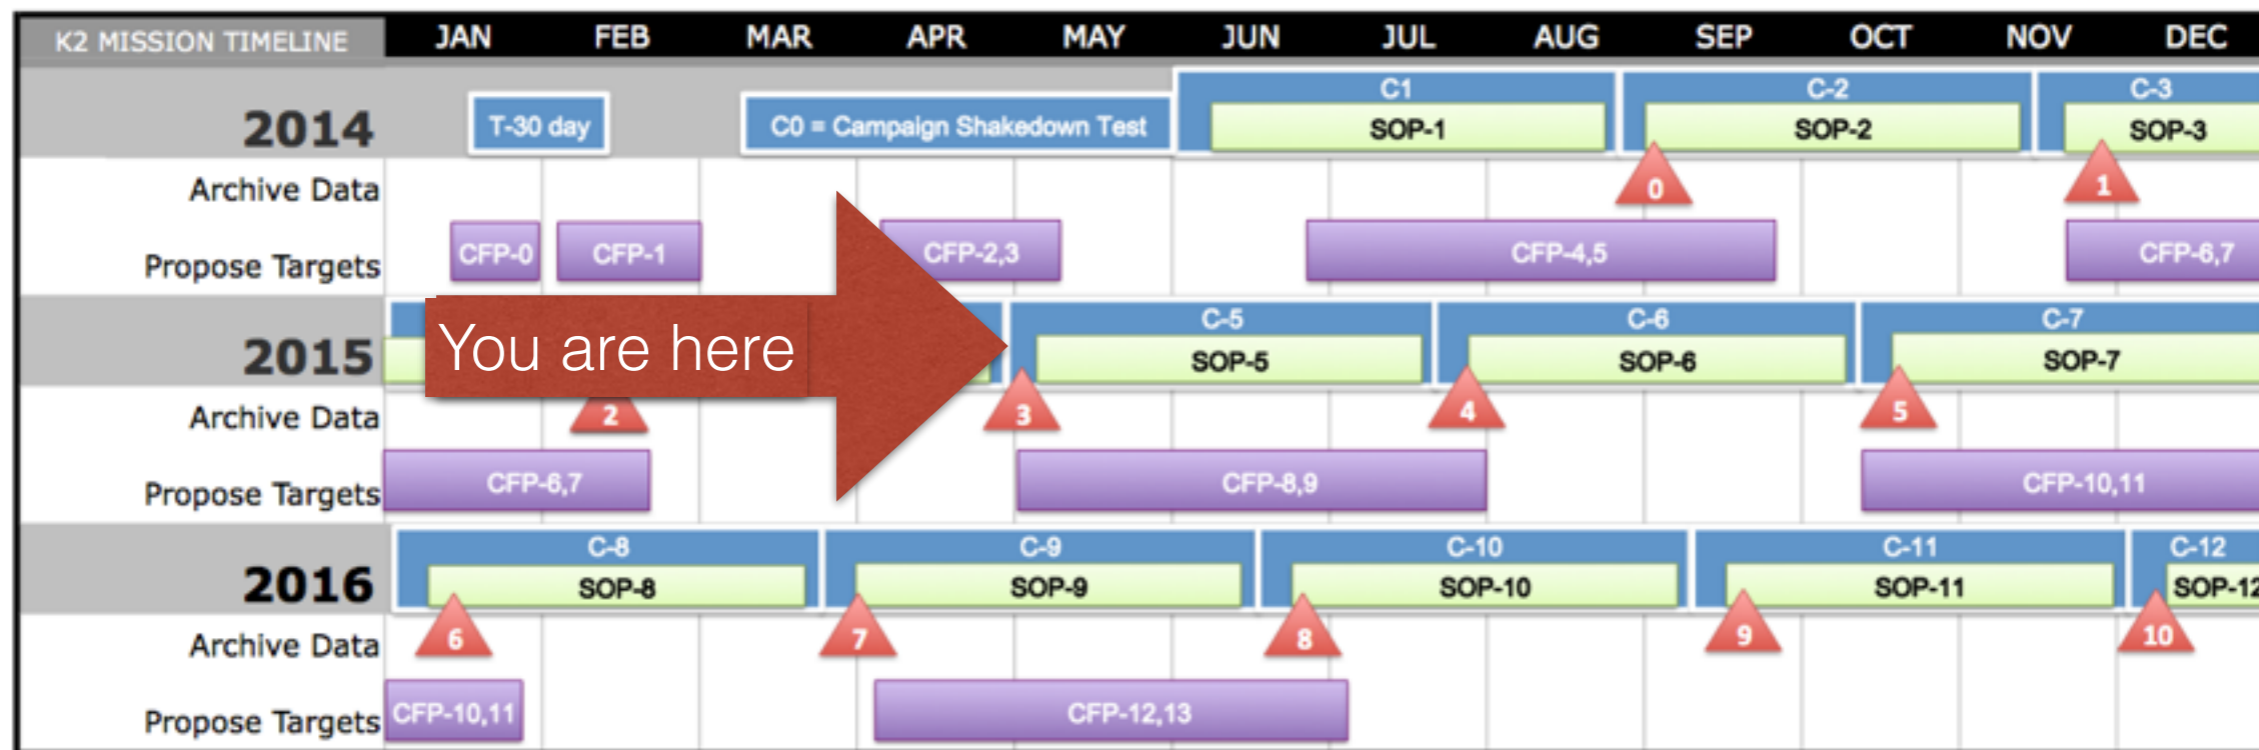 K2 MISSION TIMELINE JAN FEB MAR APR MAY JUN JUL AUG SEP OCT NOV DEC
C1 C-2 C-3
2014 T-30 day C0 = Campaign Shakedown Test SOP-1 SOP-2 SOP-3
Archive Data 0 1
Propose Targets CFP-0 CFP-1 CFP-2,3 CFP-4,5 CFP-6,7
C-5 C-6 C-7
2015 You are here SOP-5 SOP-6 SOP-7
Archive Data 2 3 4 5
Propose Targets CFP-6,7 CFP-8,9 CFP-10,11
C-8 C-9 C-10 C-11 C-12
2016 SOP-8 SOP-9 SOP-10 SOP-11 SOP-12
Archive Data 6 7 8 9 10
Propose Targets CFP-10,11 CFP-12,13